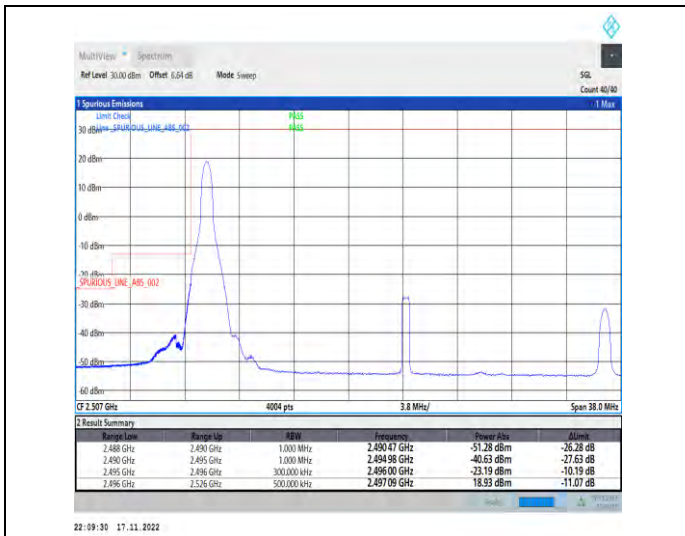 MultiView Spectrum
Ref Level 30.00 dBm Offset 6.64 dB Mode Sweep SGL
Count 40/40
1 Spurious Emissions 1 Max
Limit Check PASS
30 dBm Line _SPURIOUS_LINE_ABS_002 PASS
20 dBm
10 dBm
0 dBm
-10 dBm
-20 dBm
_SPURIOUS_LINE_ABS_002
-30 dBm
-40 dBm
-50 dBm
-60 dBm
CF 2.507 GHz 4004 pts 3.8 MHz/ Span 38.0 MHz
2 Result Summary
Range Low Range Up RBW Frequency Power Abs ΔLimit
2.488 GHz 2.490 GHz 1.000 MHz 2.490 47 GHz -51.28 dBm -26.28 dB
2.490 GHz 2.495 GHz 1.000 MHz 2.494 98 GHz -40.63 dBm -27.63 dB
2.495 GHz 2.496 GHz 300.000 kHz 2.496 00 GHz -23.19 dBm -10.19 dB
2.496 GHz 2.526 GHz 500.000 kHz 2.497 09 GHz 18.93 dBm -11.07 dB
22:09:30 17.11.2022